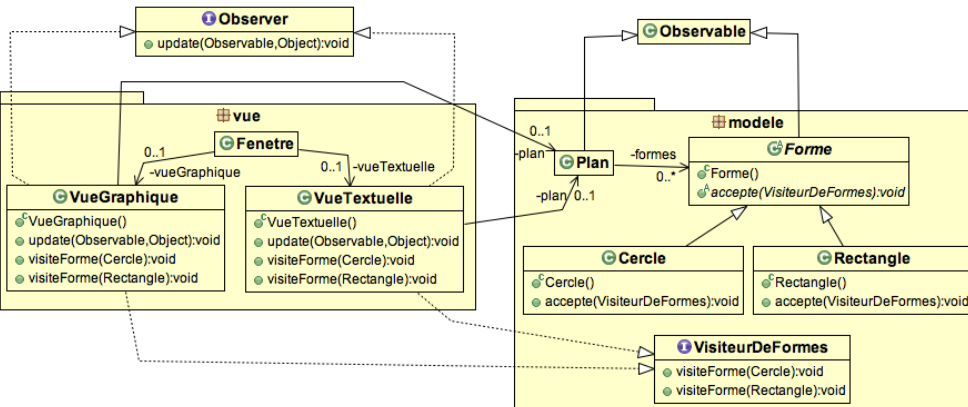 Observer
update(Observable,Object):void
Observable
vue
modele
Fenetre
0..1
-vueGraphique
0..1
-vueTextuelle
0..1
-plan
Plan
-plan
0..1
-formes
0..*
Forme
Forme()
accepte(VisiteurDeFormes):void
VueGraphique
VueGraphique()
update(Observable,Object):void
visiteForme(Cercle):void
visiteForme(Rectangle):void
VueTextuelle
VueTextuelle()
update(Observable,Object):void
visiteForme(Cercle):void
visiteForme(Rectangle):void
Cercle
Cercle()
accepte(VisiteurDeFormes):void
Rectangle
Rectangle()
accepte(VisiteurDeFormes):void
VisiteurDeFormes
visiteForme(Cercle):void
visiteForme(Rectangle):void